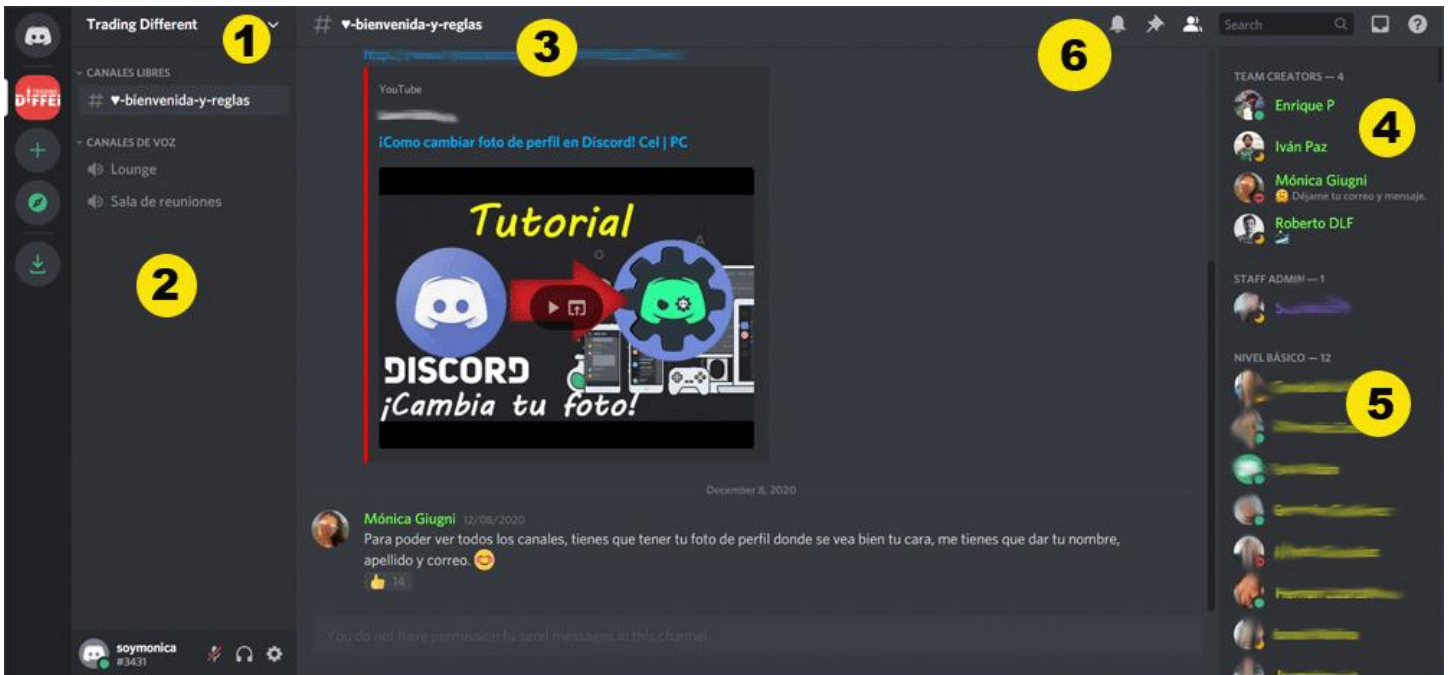 Trading Different
1
♥-bienvenida-y-reglas
3
6
Search
CANALES LIBRES
♥-bienvenida-y-reglas
CANALES DE VOZ
Lounge
Sala de reuniones
2
YouTube
¡Como cambiar foto de perfil en Discord! Cel | PC
Tutorial
DISCORD
¡Cambia tu foto!
December 8, 2020
Mónica Giugni 12/08/2020
Para poder ver todos los canales, tienes que tener tu foto de perfil donde se vea bien tu cara, me tienes que dar tu nombre,
apellido y correo.
14
You do not have permission to send messages in this channel.
soymonica
#3431
TEAM CREATORS — 4
Enrique P
4
Iván Paz
Mónica Giugni
Déjame tu correo y mensaje.
Roberto DLF
STAFF ADMIN — 1
NIVEL BÁSICO — 12
5